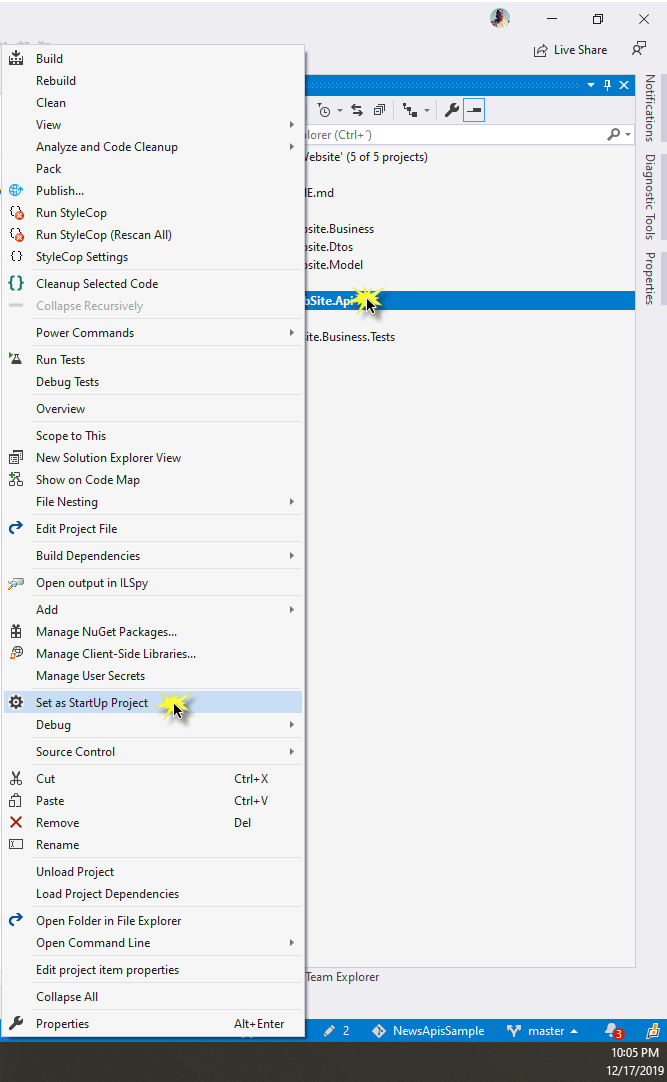 Live Share
Build
Rebuild
Clean
View
Analyze and Code Cleanup
Pack
Publish...
Run StyleCop
Run StyleCop (Rescan All)
StyleCop Settings
Cleanup Selected Code
Collapse Recursively
Power Commands
Run Tests
Debug Tests
Overview
Scope to This
New Solution Explorer View
Show on Code Map
File Nesting
Edit Project File
Build Dependencies
Open output in ILSpy
Add
Manage NuGet Packages...
Manage Client-Side Libraries...
Manage User Secrets
Set as StartUp Project
Debug
Source Control
Cut Ctrl+X
Paste Ctrl+V
Remove Del
Rename
Unload Project
Load Project Dependencies
Open Folder in File Explorer
Open Command Line
Edit project item properties
Collapse All
Properties Alt+Enter
lorer (Ctrl+´)
ebsite' (5 of 5 projects)
E.md
site.Business
site.Dtos
site.Model
bSite.Api
ite.Business.Tests
Notifications
Diagnostic Tools
Properties
Team Explorer
2 NewsApisSample master 3
10:05 PM
12/17/2019